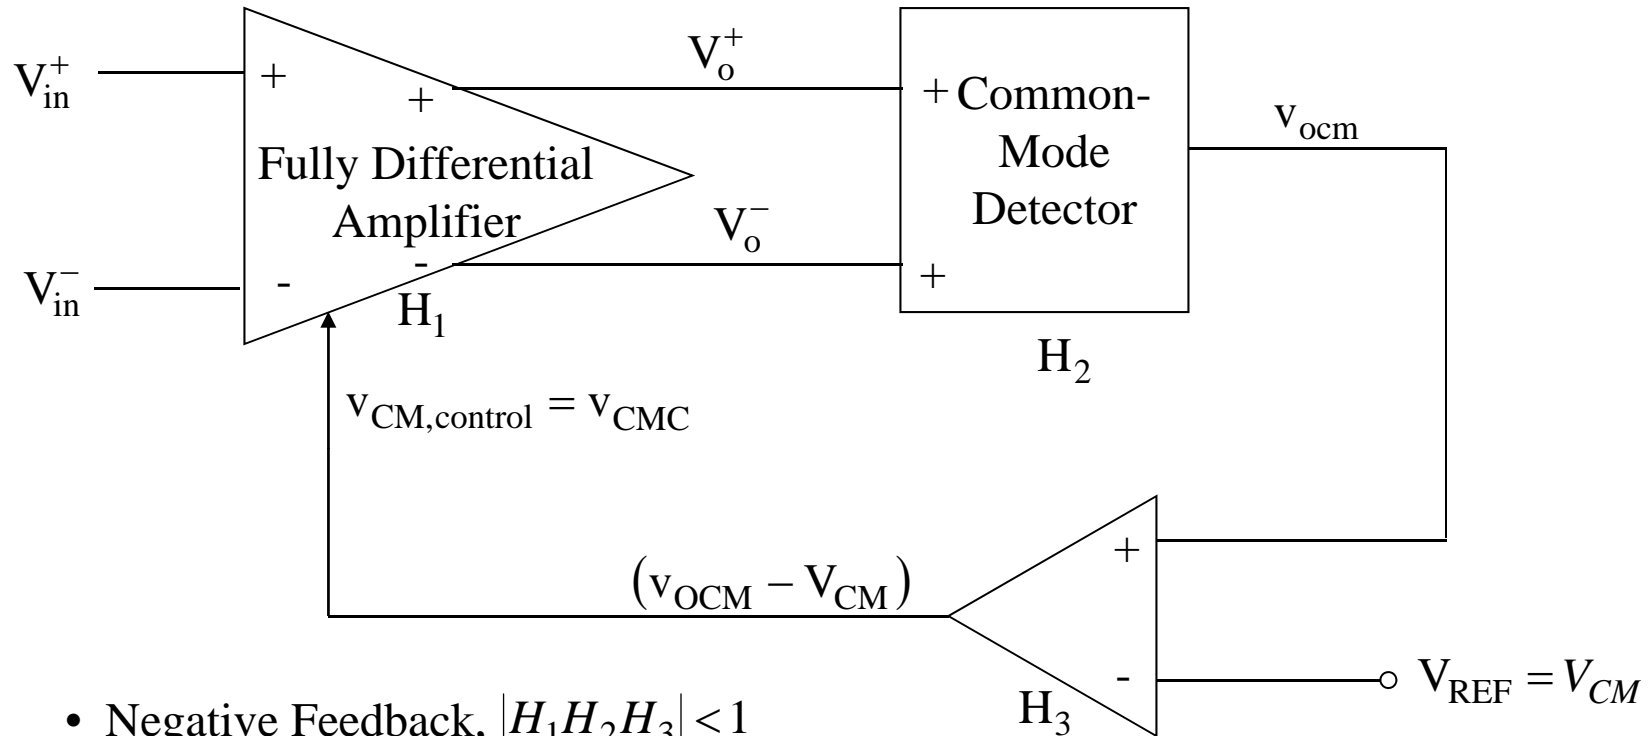 V_in^+
V_in^-
+
-
+
-
Fully Differential
Amplifier
H_1
V_o^+
V_o^-
+
+
Common-
Mode
Detector
H_2
v_ocm
v_CM,control = v_CMC
(v_OCM − V_CM)
+
-
H_3
V_REF = V_CM
• Negative Feedback, |H_1H_2H_3| < 1